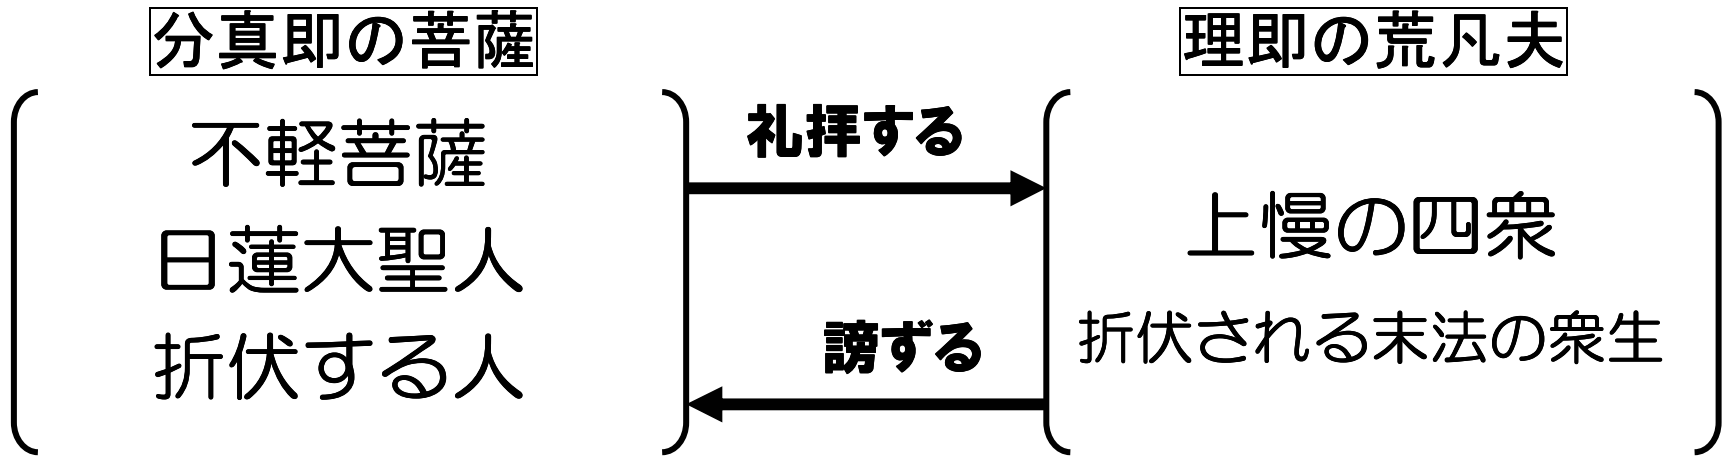 分真即の菩薩
不軽菩薩
日蓮大聖人
折伏する人
礼拝する
謗ずる
理即の荒凡夫
上慢の四衆
折伏される末法の衆生